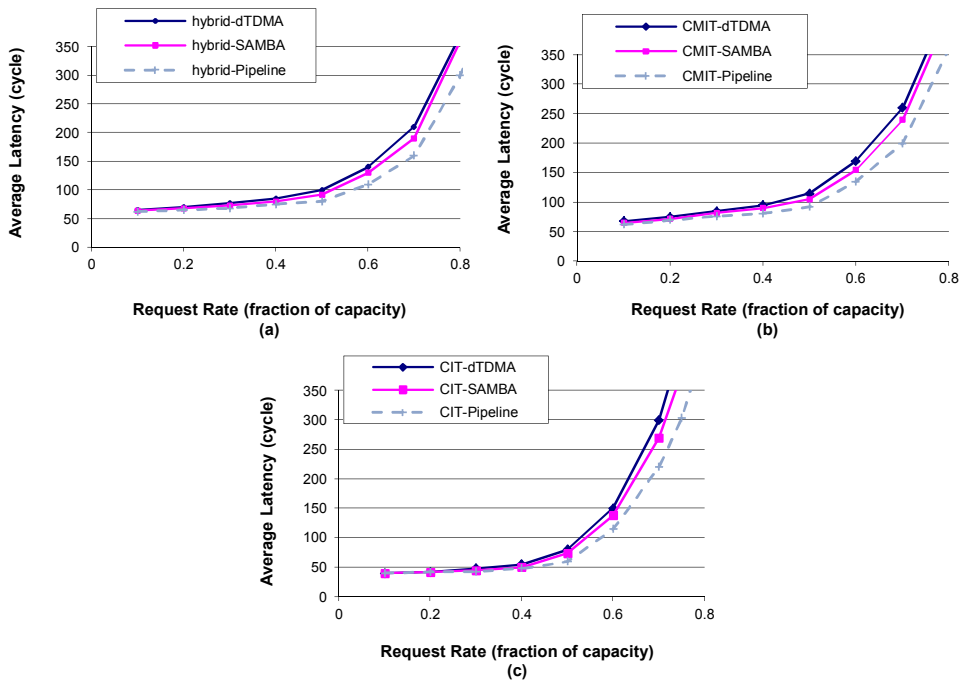 hybrid-dTDMA
hybrid-SAMBA
hybrid-Pipeline
Average Latency (cycle)
350
300
250
200
150
100
50
0
0 0.2 0.4 0.6 0.8
Request Rate (fraction of capacity)
(a)
CMIT-dTDMA
CMIT-SAMBA
CMIT-Pipeline
Average Latency (cycle)
350
300
250
200
150
100
50
0
0 0.2 0.4 0.6 0.8
Request Rate (fraction of capacity)
(b)
CIT-dTDMA
CIT-SAMBA
CIT-Pipeline
Average Latency (cycle)
350
300
250
200
150
100
50
0
0 0.2 0.4 0.6 0.8
Request Rate (fraction of capacity)
(c)